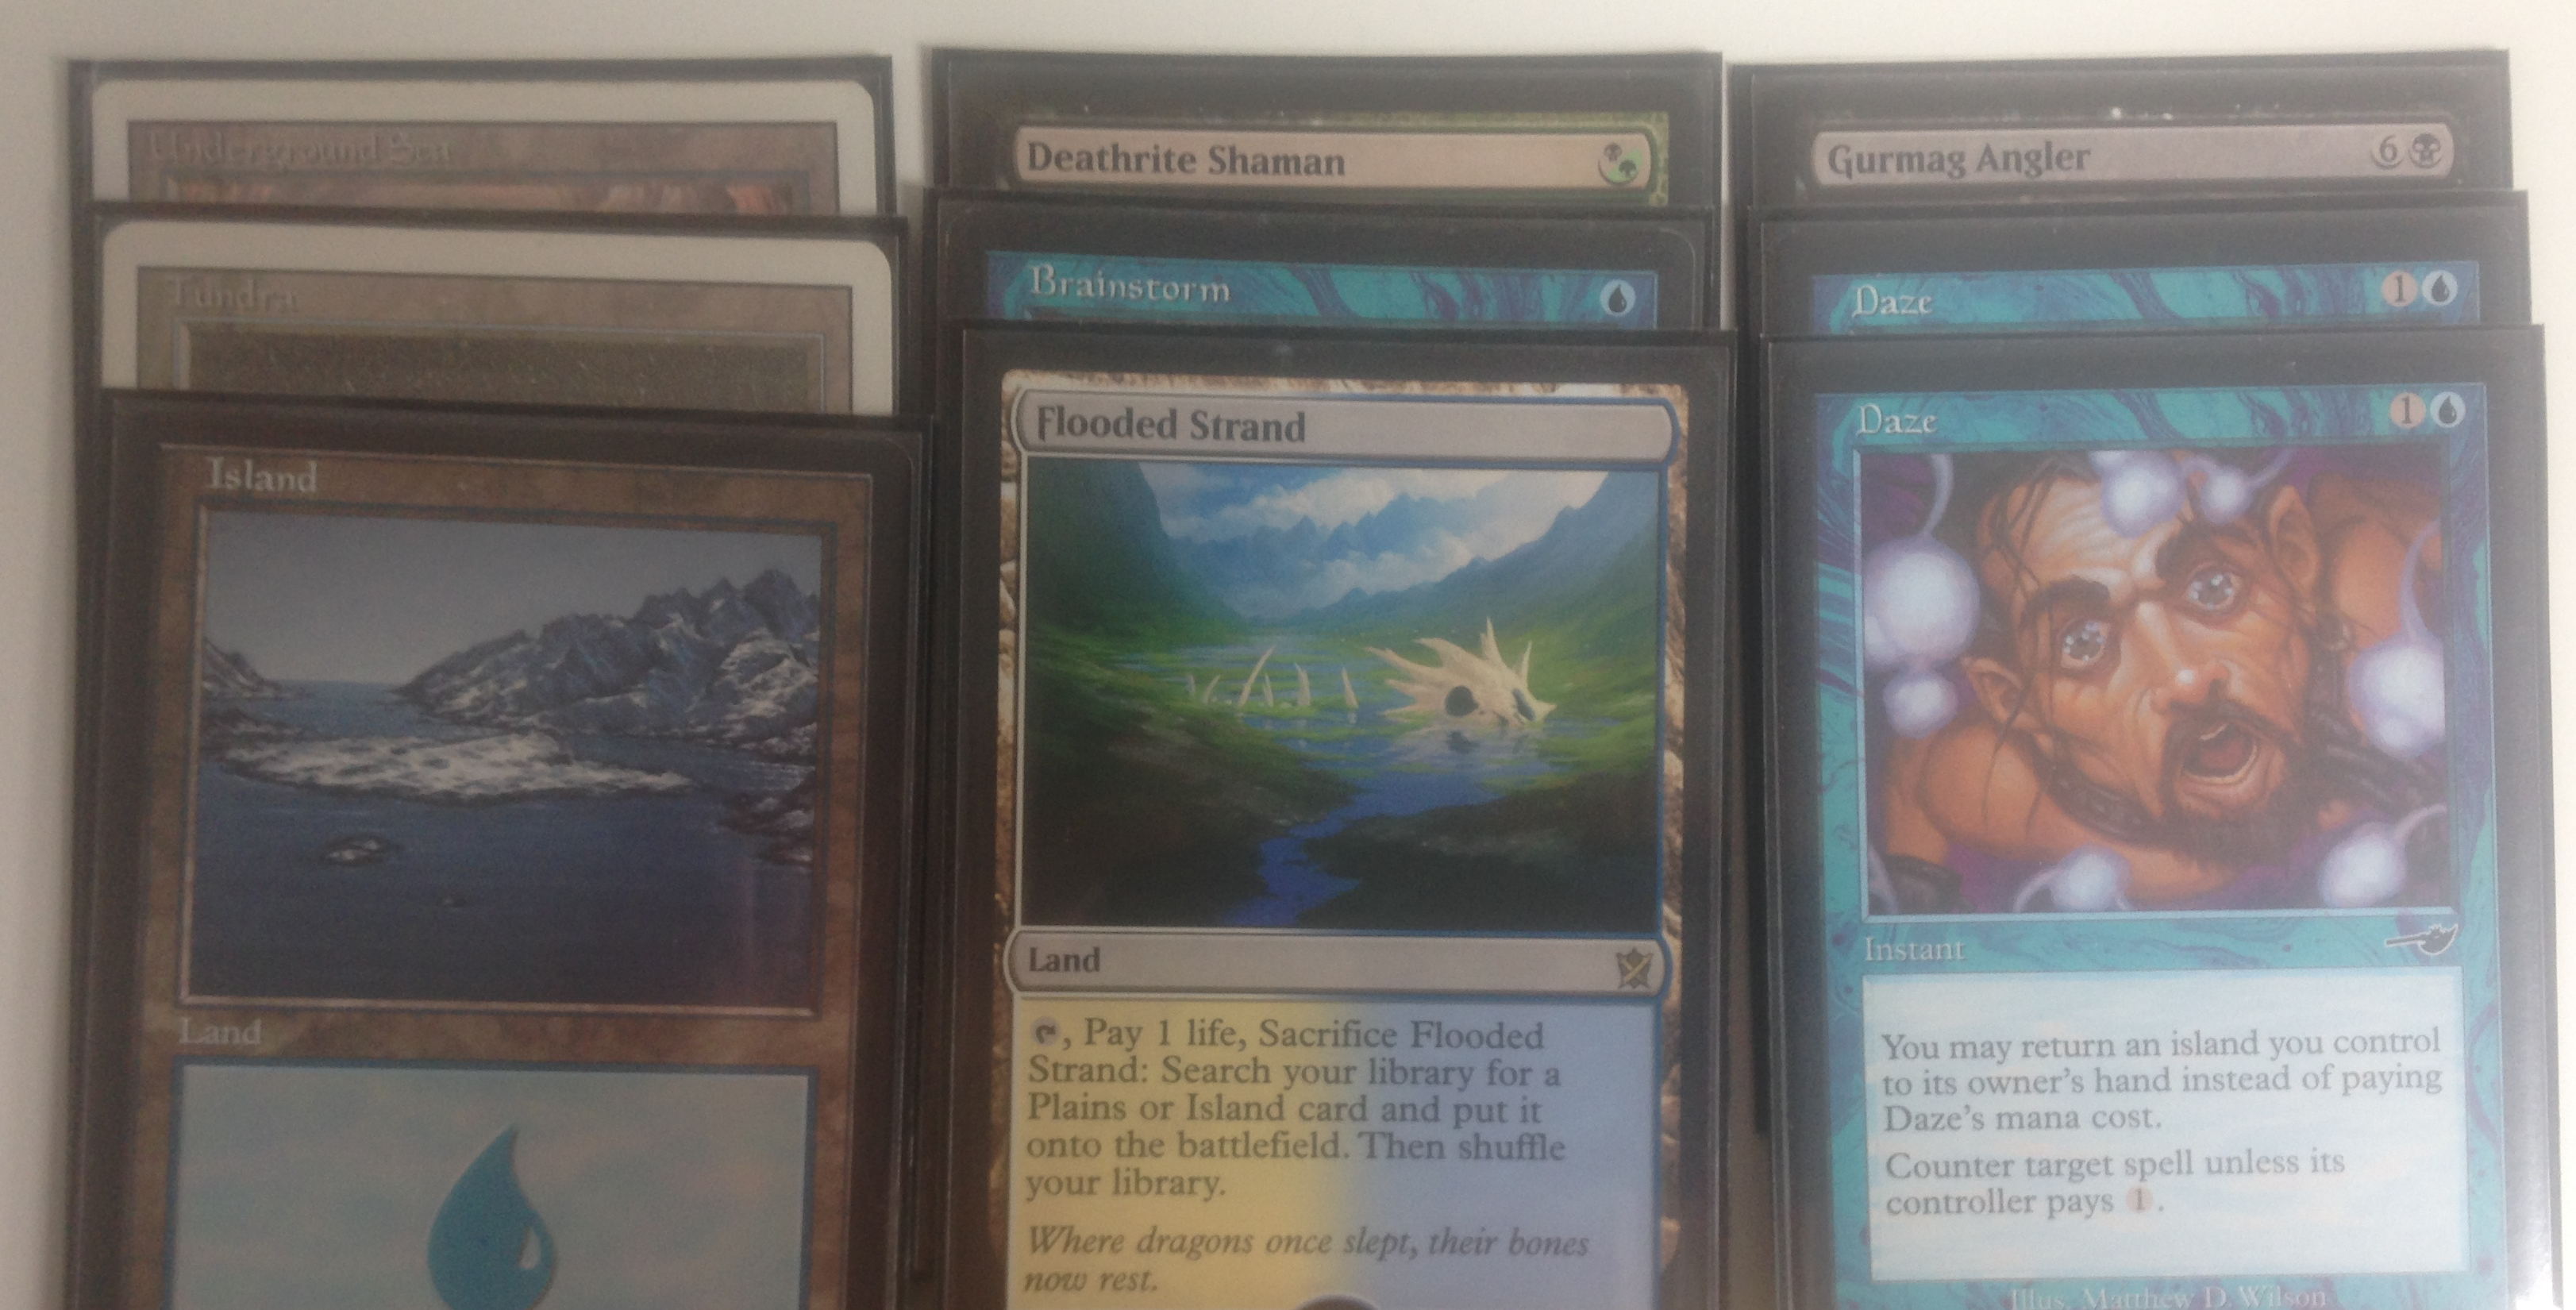 Underground Sea
Tundra
Island
Land
Deathrite Shaman
Brainstorm
Flooded Strand
Land
, Pay 1 life, Sacrifice Flooded
Strand: Search your library for a
Plains or Island card and put it
onto the battlefield. Then shuffle
your library.
Where dragons once slept, their bones
now rest.
Gurmag Angler 6
Daze 1
Daze 1
Instant
You may return an island you control
to its owner's hand instead of paying
Daze's mana cost.
Counter target spell unless its
controller pays 1.
Illus. Matthew D. Wilson